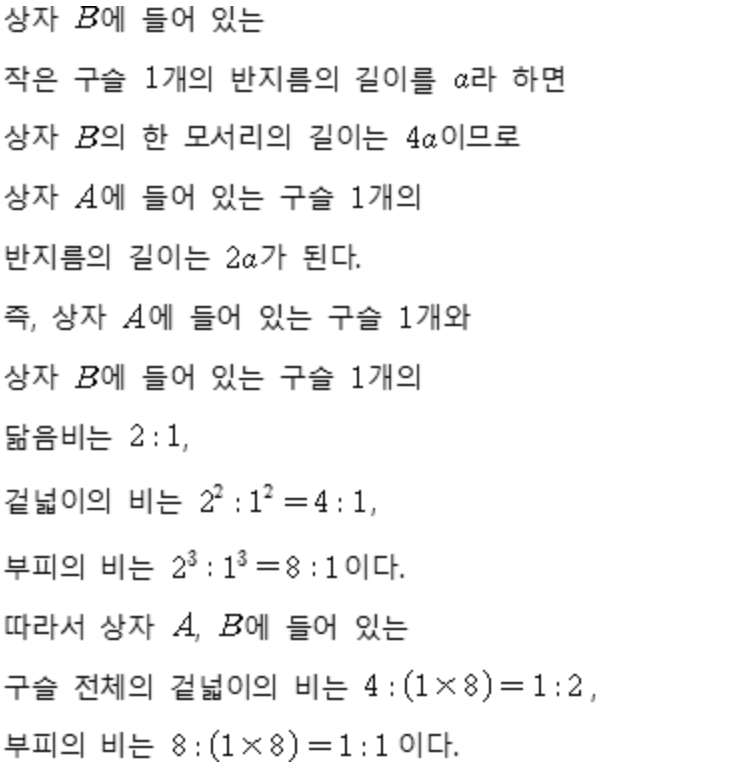 상자 B에 들어 있는
작은 구슬 1개의 반지름의 길이를 a라 하면
상자 B의 한 모서리의 길이는 4a이므로
상자 A에 들어 있는 구슬 1개의
반지름의 길이는 2a가 된다.
즉, 상자 A에 들어 있는 구슬 1개와
상자 B에 들어 있는 구슬 1개의
닮음비는 2 : 1,
겉넓이의 비는 2² : 1² = 4 : 1,
부피의 비는 2³ : 1³ = 8 : 1이다.
따라서 상자 A, B에 들어 있는
구슬 전체의 겉넓이의 비는 4 : (1×8) = 1 : 2,
부피의 비는 8 : (1×8) = 1 : 1 이다.